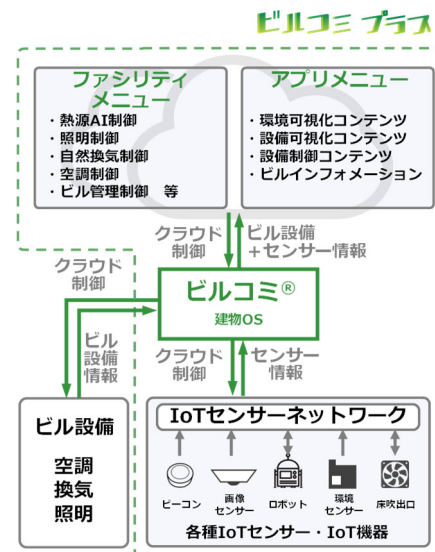 ビルコミ プラス
ファシリティ
メニュー
・熱源AI制御
・照明制御
・自然換気制御
・空調制御
・ビル管理制御　等
アプリメニュー
・環境可視化コンテンツ
・設備可視化コンテンツ
・設備制御コンテンツ
・ビルインフォメーション
クラウド
制御
ビル設備
＋センサー情報
クラウド
制御
ビルコミ®
建物OS
ビル
設備
情報
クラウド
制御
センサー
情報
ビル設備
空調
換気
照明
IoTセンサーネットワーク
ビーコン
画像
センサー
ロボット
環境
センサー
床吹出口
各種IoTセンサー・IoT機器